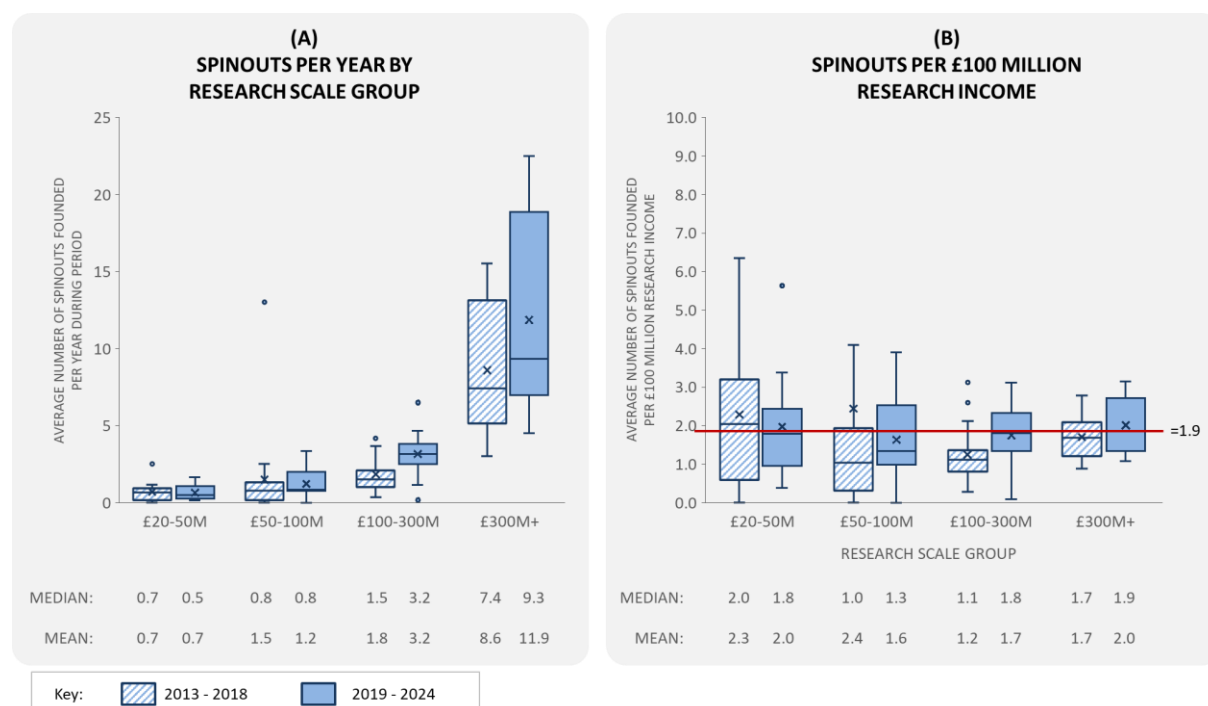 (A)
SPINOUTS PER YEAR BY
RESEARCH SCALE GROUP
AVERAGE NUMBER OF SPINOUTS FOUNDED
PER YEAR DURING PERIOD
25
20
15
10
5
0
£20-50M £50-100M £100-300M £300M+
MEDIAN: 0.7 0.5 0.8 0.8 1.5 3.2 7.4 9.3
MEAN: 0.7 0.7 1.5 1.2 1.8 3.2 8.6 11.9
(B)
SPINOUTS PER £100 MILLION
RESEARCH INCOME
AVERAGE NUMBER OF SPINOUTS FOUNDED
PER £100 MILLION RESEARCH INCOME
10.0
9.0
8.0
7.0
6.0
5.0
4.0
3.0
2.0
1.0
0.0
=1.9
£20-50M £50-100M £100-300M £300M+
RESEARCH SCALE GROUP
MEDIAN: 2.0 1.8 1.0 1.3 1.1 1.8 1.7 1.9
MEAN: 2.3 2.0 2.4 1.6 1.2 1.7 1.7 2.0
Key: 2013 - 2018 2019 - 2024